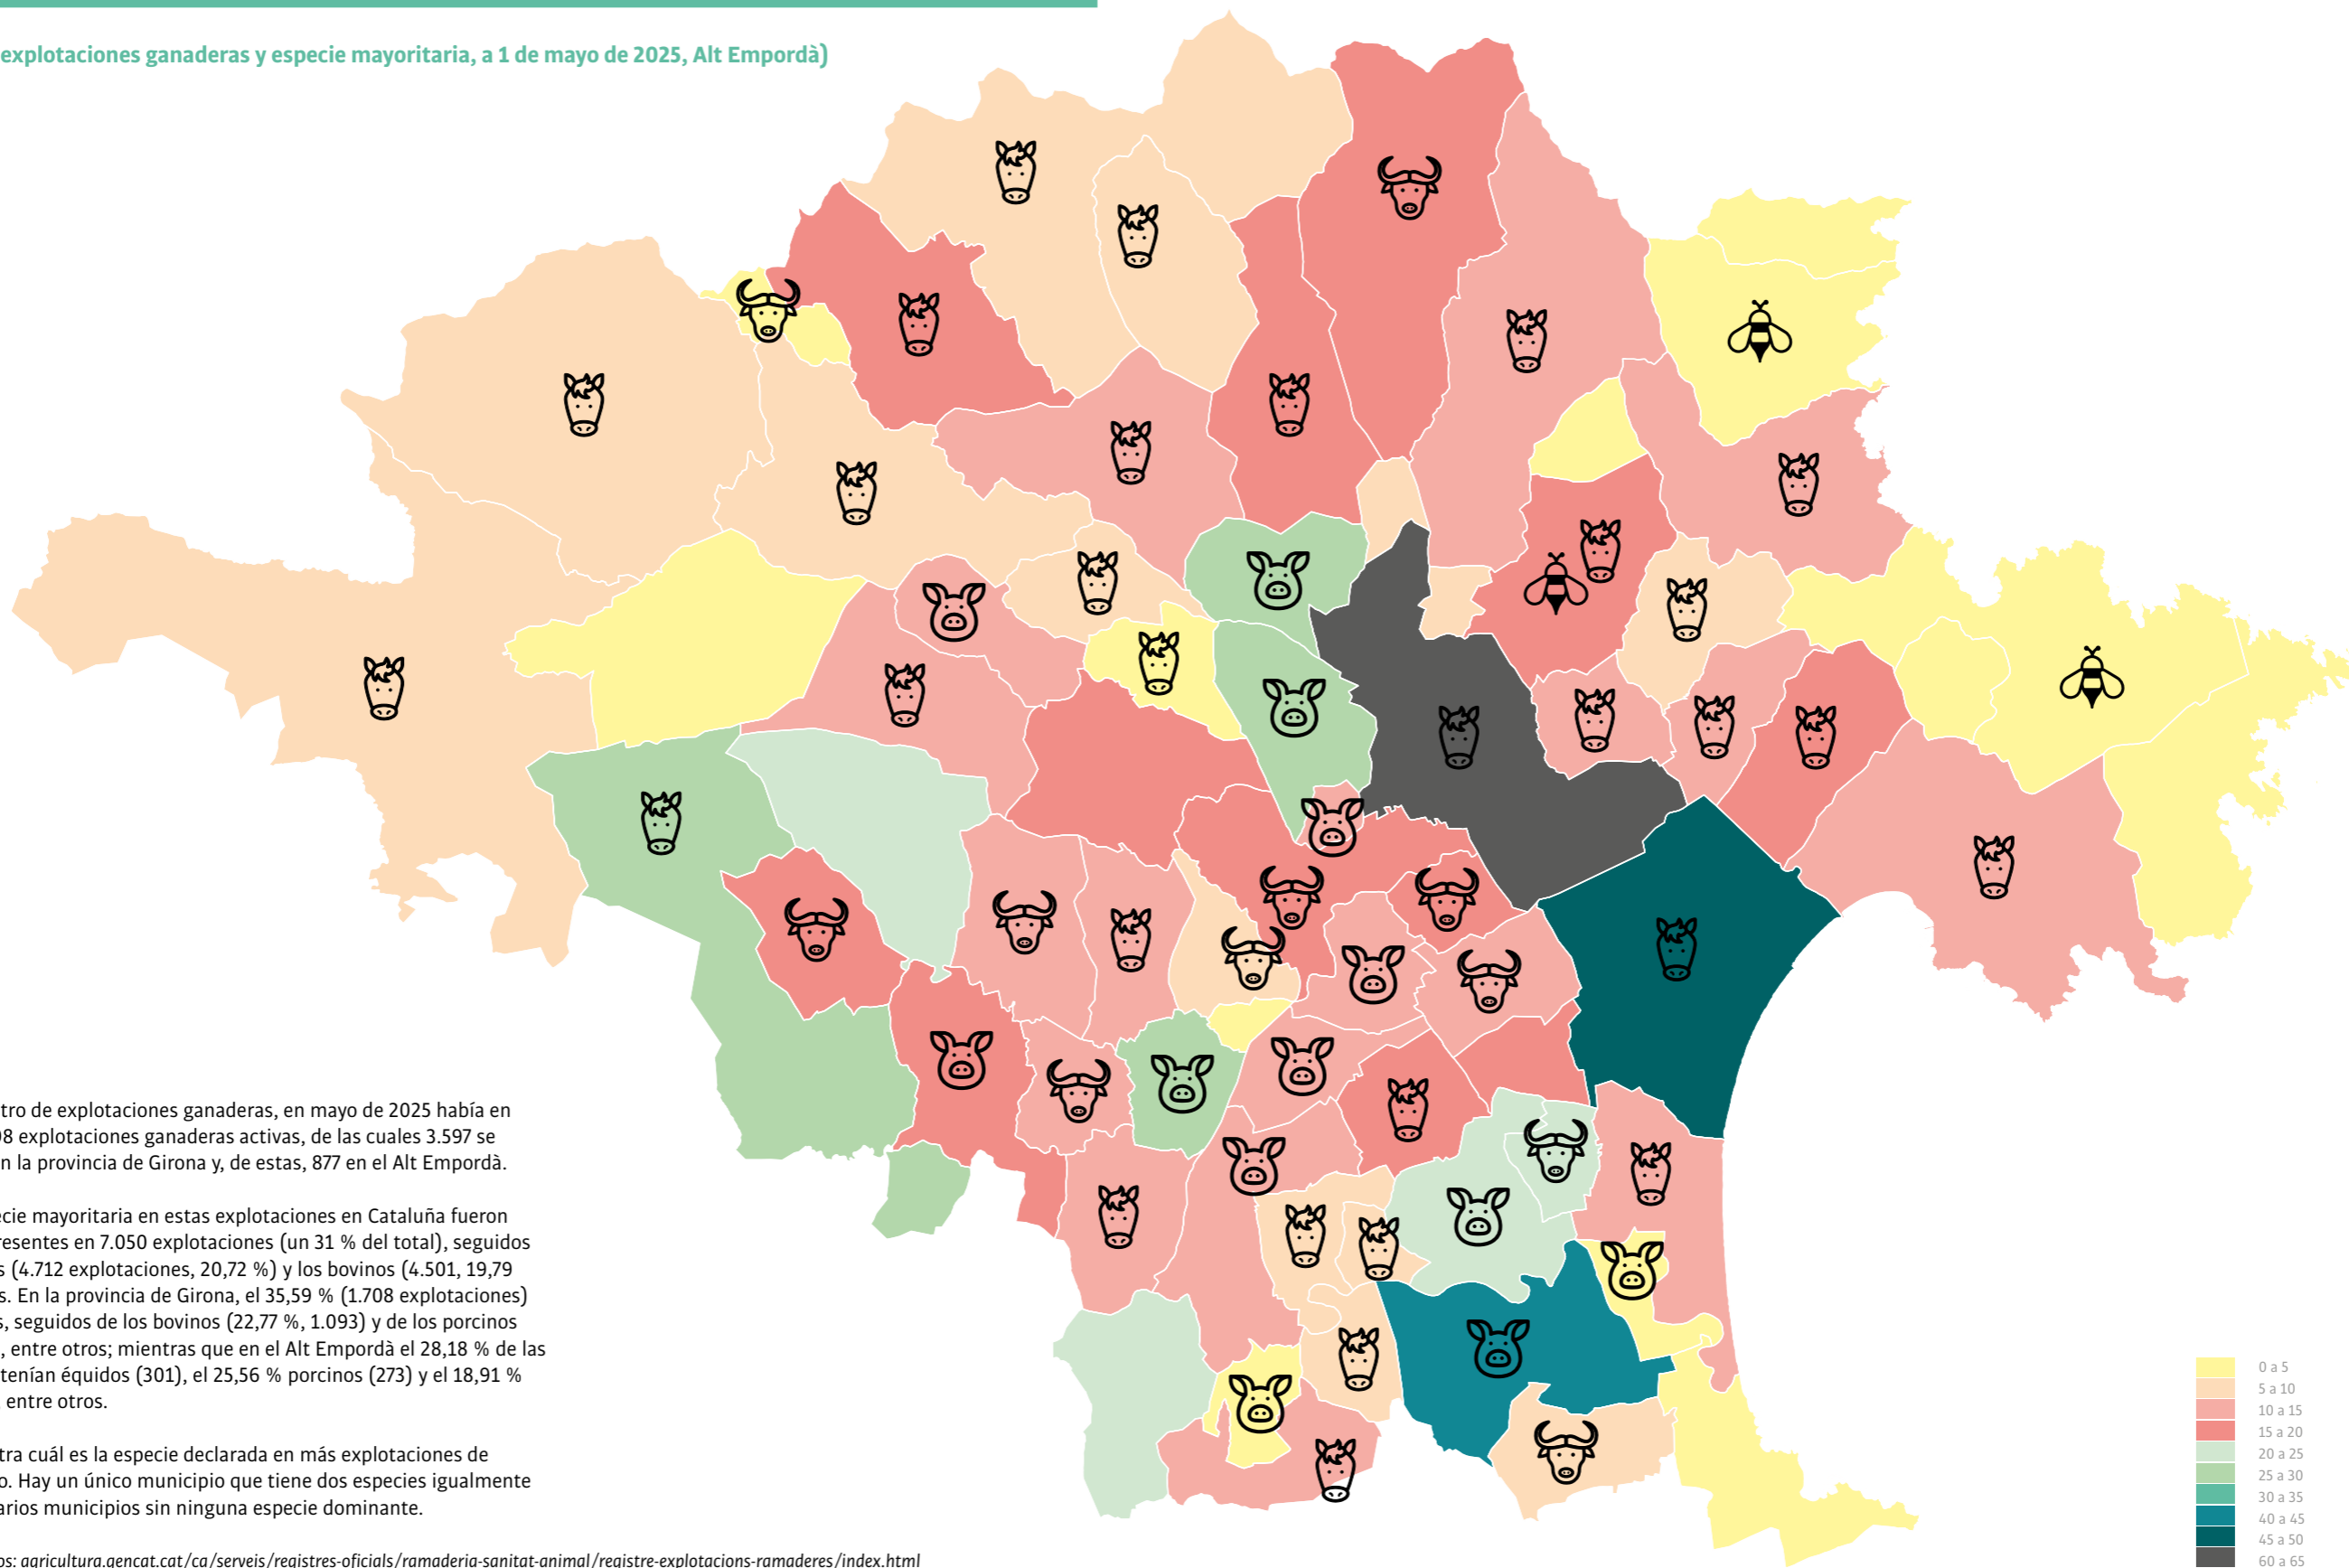 explotaciones ganaderas y especie mayoritaria, a 1 de mayo de 2025, Alt Empordà)
tro de explotaciones ganaderas, en mayo de 2025 había en
8 explotaciones ganaderas activas, de las cuales 3.597 se
n la provincia de Girona y, de estas, 877 en el Alt Empordà.
cie mayoritaria en estas explotaciones en Cataluña fueron
resentes en 7.050 explotaciones (un 31 % del total), seguidos
s (4.712 explotaciones, 20,72 %) y los bovinos (4.501, 19,79
s. En la provincia de Girona, el 35,59 % (1.708 explotaciones)
s, seguidos de los bovinos (22,77 %, 1.093) y de los porcinos
, entre otros; mientras que en el Alt Empordà el 28,18 % de las
tenían équidos (301), el 25,56 % porcinos (273) y el 18,91 %
entre otros.
tra cuál es la especie declarada en más explotaciones de
o. Hay un único municipio que tiene dos especies igualmente
arios municipios sin ninguna especie dominante.
os: agricultura.gencat.cat/ca/serveis/registres-oficials/ramaderia-sanitat-animal/registre-explotacions-ramaderes/index.html
0 a 5
5 a 10
10 a 15
15 a 20
20 a 25
25 a 30
30 a 35
40 a 45
45 a 50
60 a 65